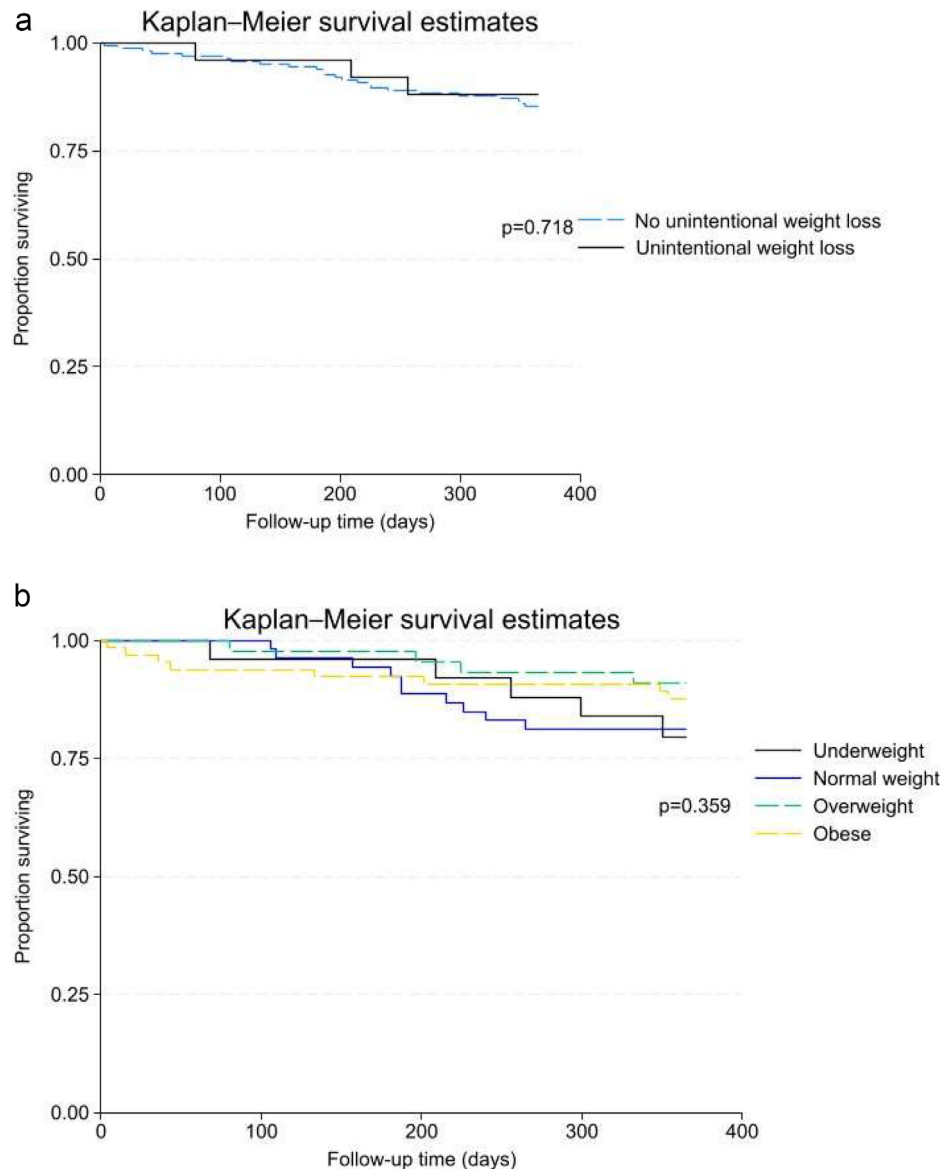 a
Kaplan–Meier survival estimates
1.00
0.75
0.50
0.25
0.00
Proportion surviving
0 100 200 300 400
Follow-up time (days)
p=0.718
No unintentional weight loss
Unintentional weight loss
b
Kaplan–Meier survival estimates
1.00
0.75
0.50
0.25
0.00
Proportion surviving
0 100 200 300 400
Follow-up time (days)
p=0.359
Underweight
Normal weight
Overweight
Obese